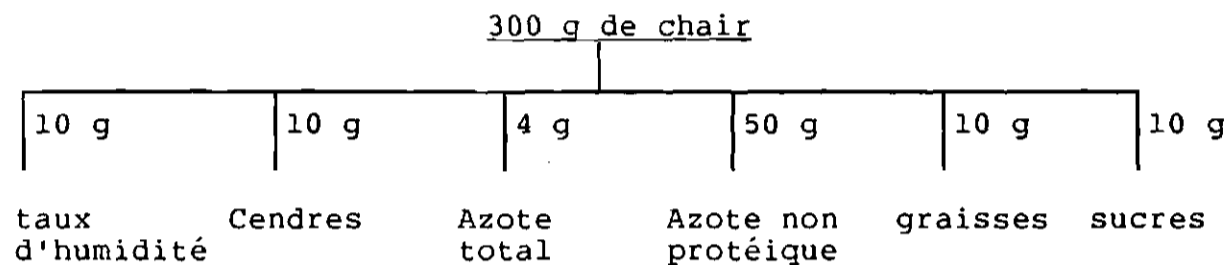 300 g de chair
10 g 10 g 4 g 50 g 10 g 10 g
taux Cendres Azote Azote non graisses sucres
d'humidité total protéique